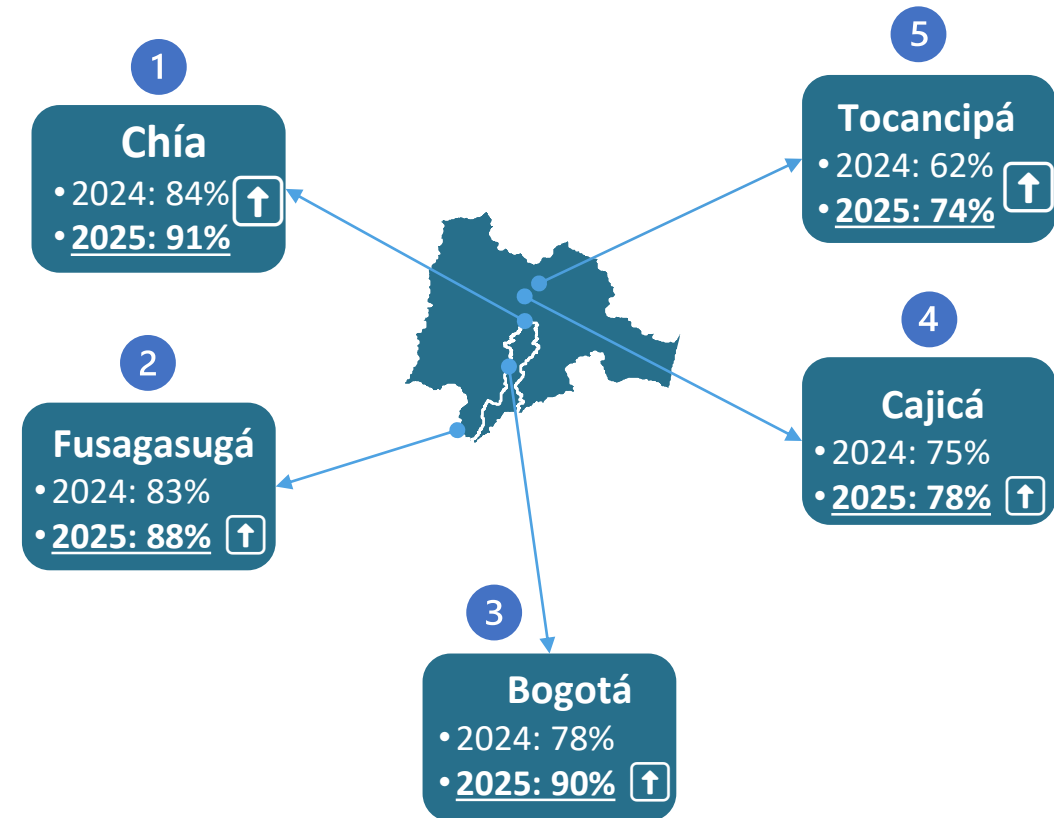 1
Chía
• 2024: 84%
• 2025: 91%
2
Fusagasugá
• 2024: 83%
• 2025: 88%
3
Bogotá
• 2024: 78%
• 2025: 90%
4
Cajicá
• 2024: 75%
• 2025: 78%
5
Tocancipá
• 2024: 62%
• 2025: 74%